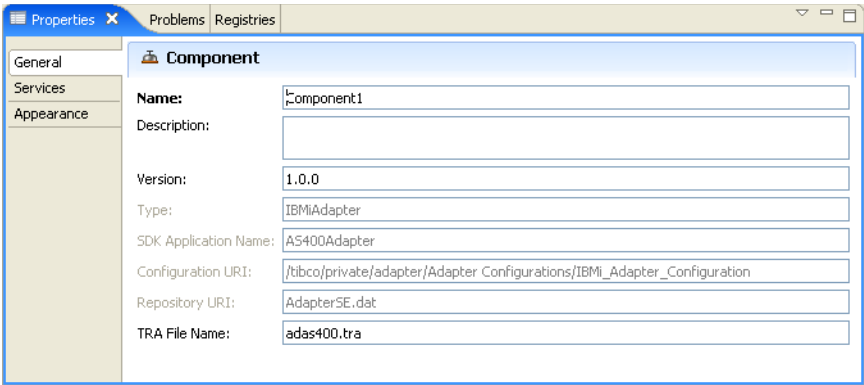 Properties Problems Registries
General
Services
Appearance
Component
Name: Component1
Description:
Version: 1.0.0
Type: IBMiAdapter
SDK Application Name: AS400Adapter
Configuration URI: /tibco/private/adapter/Adapter Configurations/IBMi_Adapter_Configuration
Repository URI: AdapterSE.dat
TRA File Name: adas400.tra